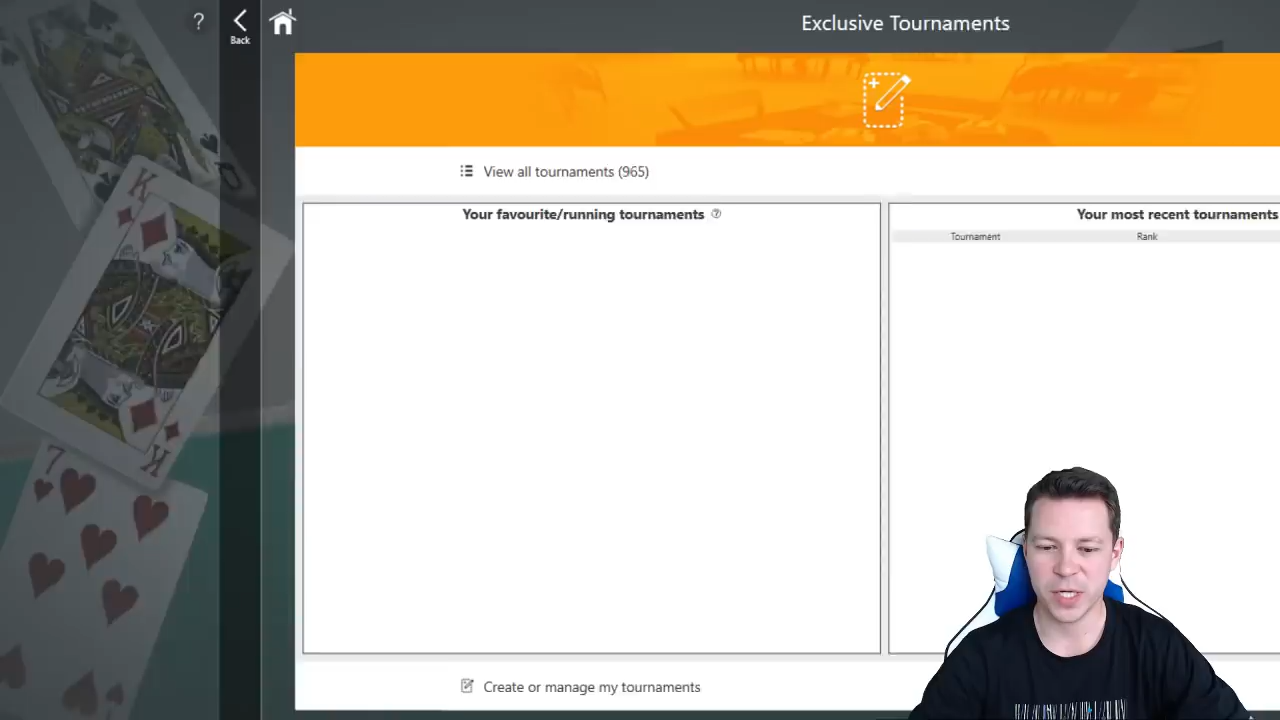 ?
Back
Exclusive Tournaments
View all tournaments (965)
Your favourite/running tournaments ?
Your most recent tournaments
Tournament Rank
K
K
7
Create or manage my tournaments